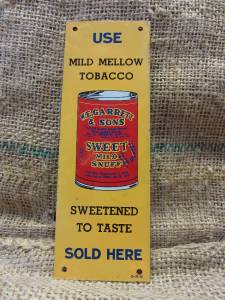 USE
MILD MELLOW
TOBACCO
W.E. GARRETT
& SONS
SWEET
MILD
SNUFF
SWEETENED
TO TASTE
SOLD HERE